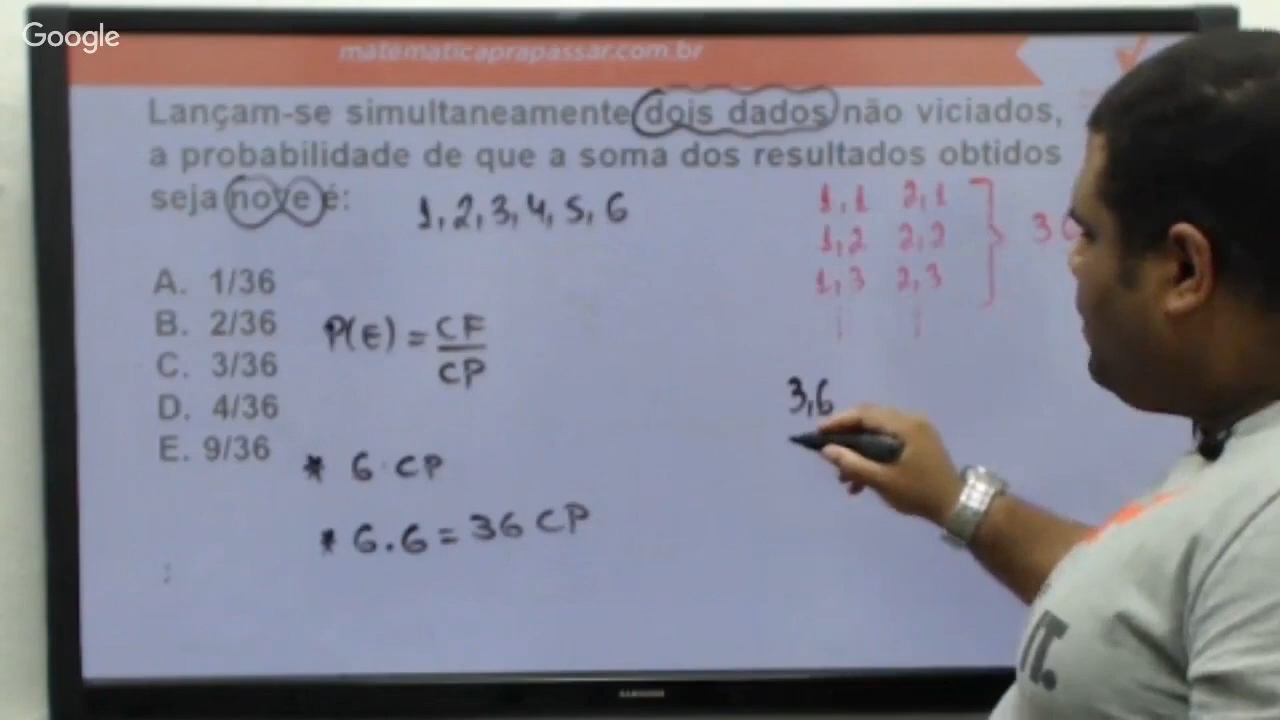 Google
matematicaprapassar.com.br
Lançam-se simultaneamente dois dados não viciados,
a probabilidade de que a soma dos resultados obtidos
seja nove é:
1, 2, 3, 4, 5, 6
A. 1/36
B. 2/36
C. 3/36
D. 4/36
E. 9/36
P(E) = CF
CP
* 6 CP
* 6.6 = 36 CP
1,1 2,1
1,2 2,2
1,3 2,3
3,6
SAMSUNG